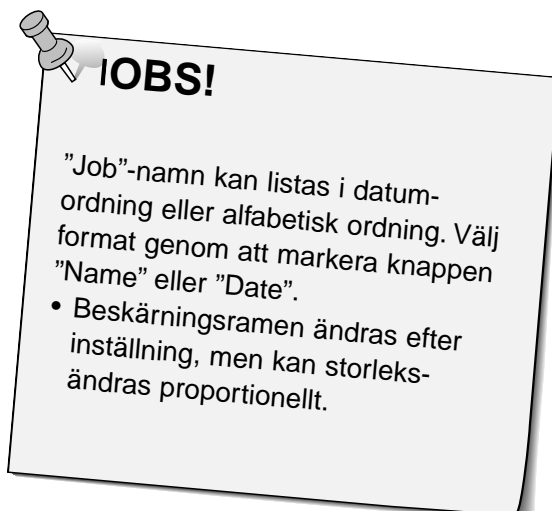 JOBS!
”Job”-namn kan listas i datum-
ordning eller alfabetisk ordning. Välj
format genom att markera knappen
”Name” eller ”Date”.
• Beskärningsramen ändras efter
inställning, men kan storleks-
ändras proportionellt.